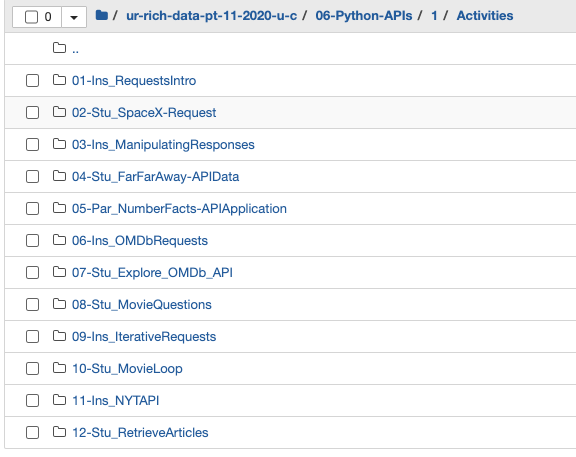 0 / ur-rich-data-pt-11-2020-u-c / 06-Python-APIs / 1 / Activities
..
01-Ins_RequestsIntro
02-Stu_SpaceX-Request
03-Ins_ManipulatingResponses
04-Stu_FarFarAway-APIData
05-Par_NumberFacts-APIApplication
06-Ins_OMDbRequests
07-Stu_Explore_OMDb_API
08-Stu_MovieQuestions
09-Ins_IterativeRequests
10-Stu_MovieLoop
11-Ins_NYTAPI
12-Stu_RetrieveArticles